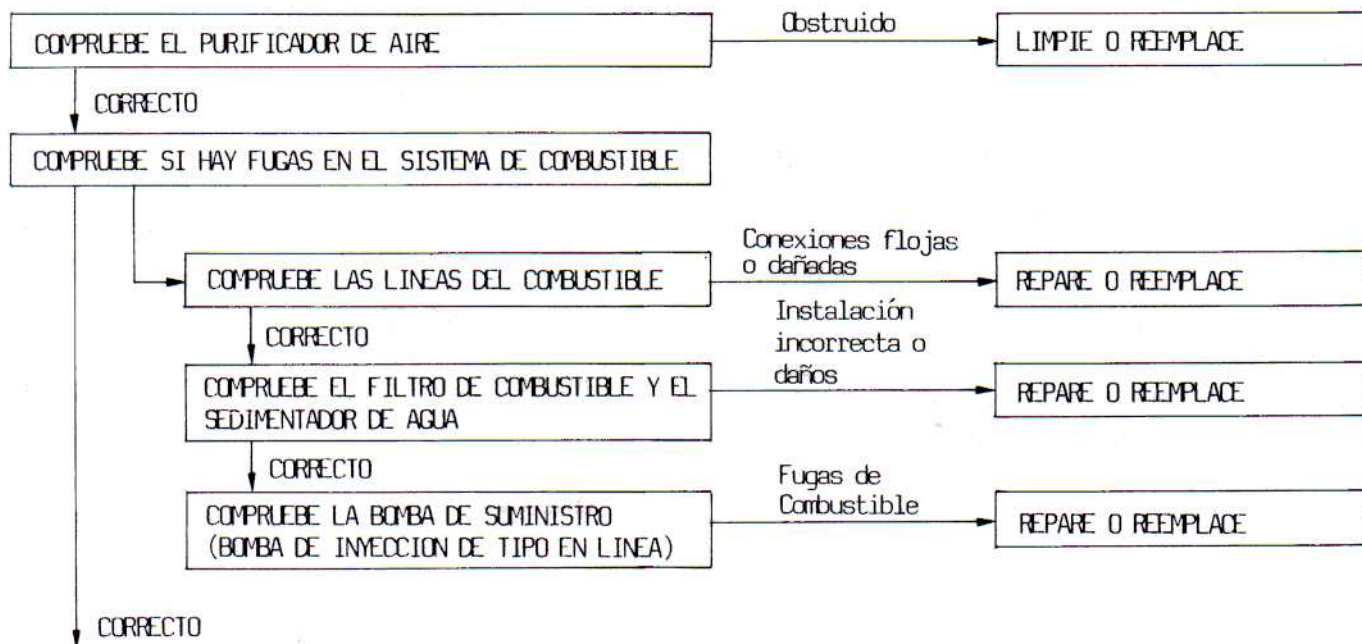 COMPRUEBE EL PURIFICADOR DE AIRE
Obstruido
LIMPIE O REEMPLACE
CORRECTO
COMPRUEBE SI HAY FUGAS EN EL SISTEMA DE COMBUSTIBLE
COMPRUEBE LAS LINEAS DEL COMBUSTIBLE
Conexiones flojas
o dañadas
REPARE O REEMPLACE
CORRECTO
COMPRUEBE EL FILTRO DE COMBUSTIBLE Y EL
SEDIMENTADOR DE AGUA
Instalación
incorrecta o
daños
REPARE O REEMPLACE
CORRECTO
COMPRUEBE LA BOMBA DE SUMINISTRO
(BOMBA DE INYECCION DE TIPO EN LINEA)
Fugas de
Combustible
REPARE O REEMPLACE
CORRECTO